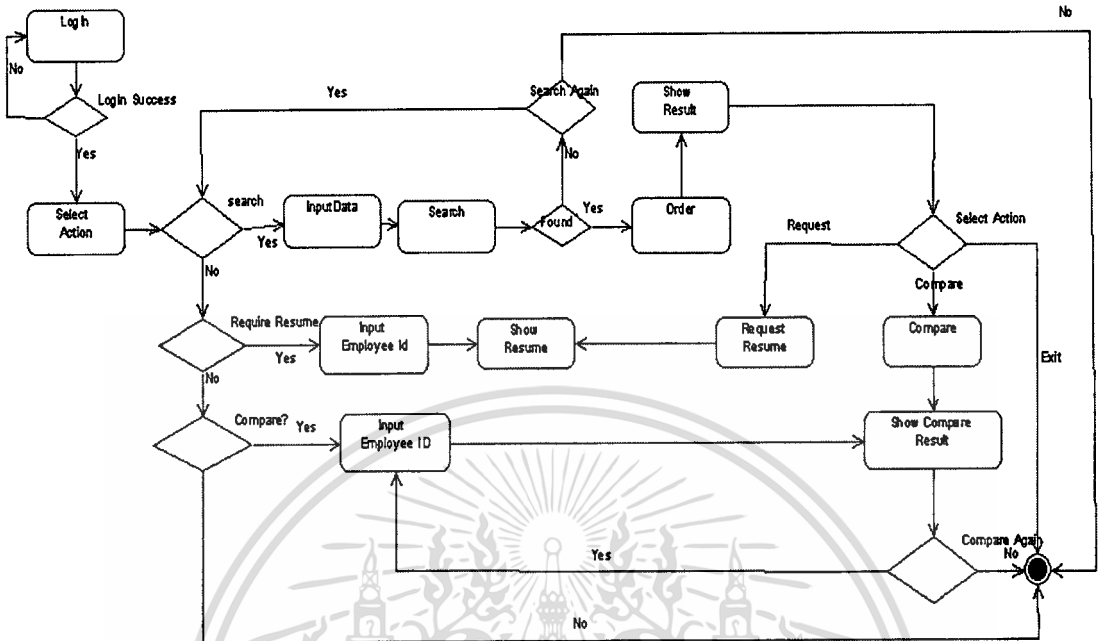 No
Login
No
Login Success
Yes
Search Again
Show
Result
Yes
No
Select
Action
search
Yes
InputData
Search
Found
Yes
Order
Request
Select Action
No
Compare
Require Resume
Yes
Input
Employee Id
Show
Resume
Request
Resume
Compare
Exit
No
Compare?
Yes
Input
Employee ID
Show Compare
Result
Compare Again
No
Yes
No